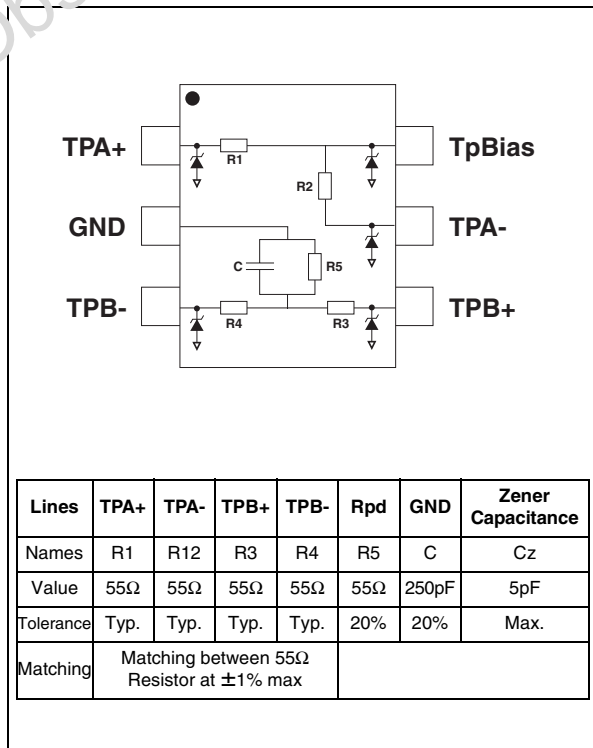 TPA+
R1
TpBias
R2
GND
TPA-
C
R5
TPB-
R4
R3
TPB+
Lines TPA+ TPA- TPB+ TPB- Rpd GND Zener Capacitance
Names R1 R12 R3 R4 R5 C Cz
Value 55Ω 55Ω 55Ω 55Ω 55Ω 250pF 5pF
Tolerance Typ. Typ. Typ. Typ. 20% 20% Max.
Matching Matching between 55Ω
Resistor at ±1% max